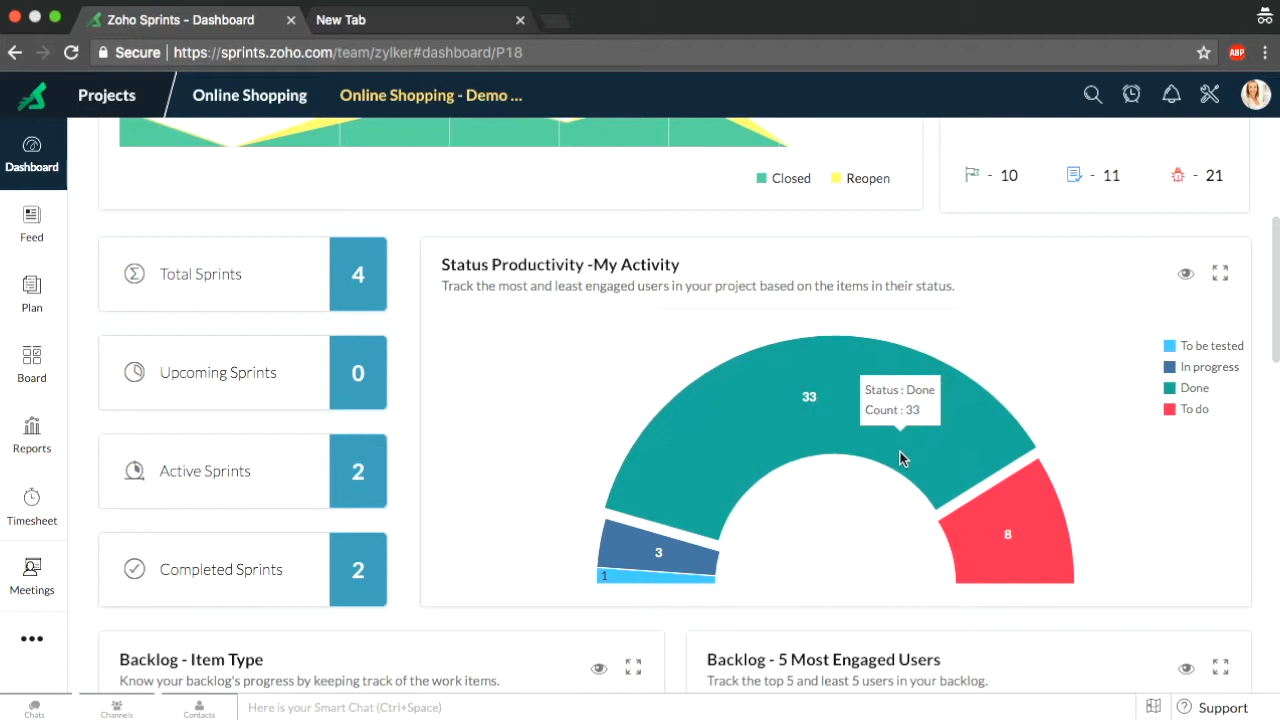 Zoho Sprints - Dashboard
New Tab
Secure | https://sprints.zoho.com/team/zylker#dashboard/P18
ABP
Projects
Online Shopping
Online Shopping - Demo ...
Dashboard
Feed
Plan
Board
Reports
Timesheet
Meetings
Closed
Reopen
- 10
- 11
- 21
Total Sprints 4
Upcoming Sprints 0
Active Sprints 2
Completed Sprints 2
Status Productivity -My Activity
Track the most and least engaged users in your project based on the items in their status.
To be tested
In progress
Done
To do
33
Status : Done
Count : 33
3
1
8
Backlog - Item Type
Know your backlog's progress by keeping track of the work items.
Backlog - 5 Most Engaged Users
Track the top 5 and least 5 users in your backlog.
Chats
Channels
Contacts
Here is your Smart Chat (Ctrl+Space)
Support